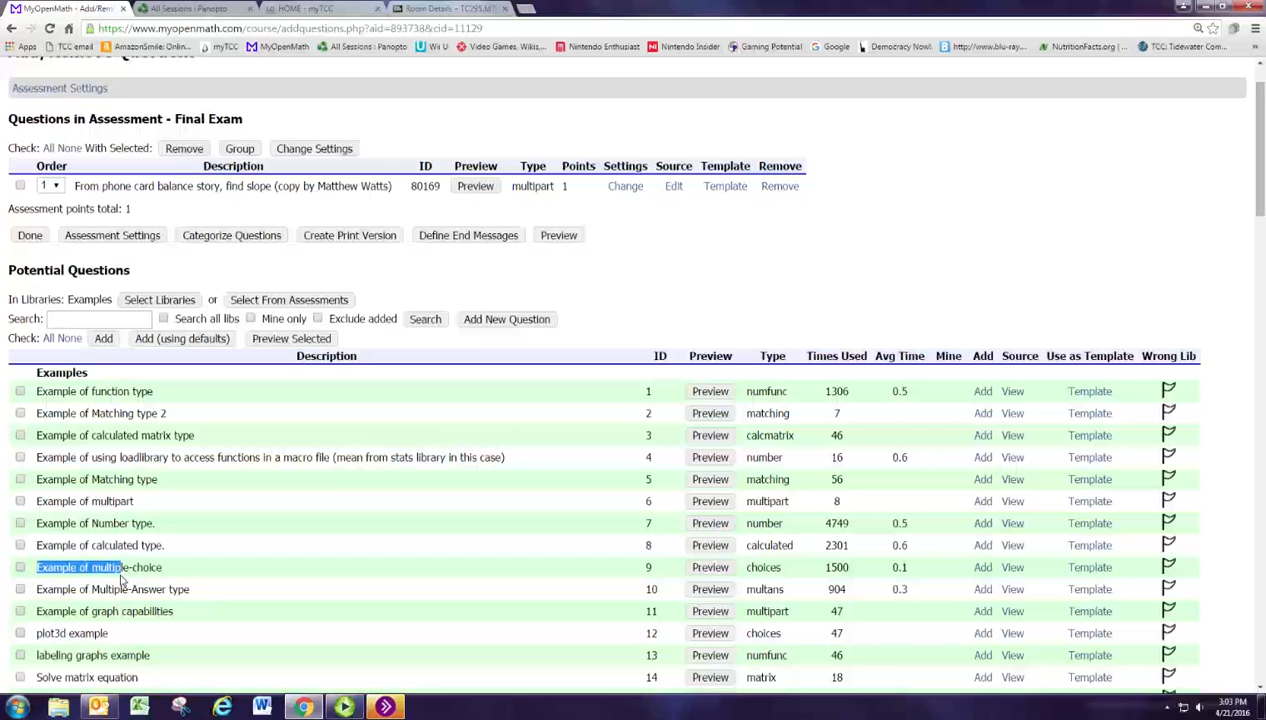 MyOpenMath - Add/Rem
All Sessions : Panopto
HOME - myTCC
Room Details - TC295.MTI
https://www.myopenmath.com/course/addquestions.php?aid=893738&cid=11129
Apps
TCC email
AmazonSmile: Onlin...
myTCC
MyOpenMath
All Sessions : Panopto
Wii U
Video Games, Wikis,...
Nintendo Enthusiast
Nintendo Insider
Gaming Potential
Google
Democracy Now!
http://www.blu-ray...
NutritionFacts.org |...
TCC: Tidewater Com...
Assessment Settings
Questions in Assessment - Final Exam
Check: All None With Selected: Remove Group Change Settings
Order Description ID Preview Type Points Settings Source Template Remove
1 From phone card balance story, find slope (copy by Matthew Watts) 80169 Preview multipart 1 Change Edit Template Remove
Assessment points total: 1
Done Assessment Settings Categorize Questions Create Print Version Define End Messages Preview
Potential Questions
In Libraries: Examples Select Libraries or Select From Assessments
Search: Search all libs Mine only Exclude added Search Add New Question
Check: All None Add Add (using defaults) Preview Selected
Description ID Preview Type Times Used Avg Time Mine Add Source Use as Template Wrong Lib
Examples
Example of function type 1 Preview numfunc 1306 0.5 Add View Template
Example of Matching type 2 2 Preview matching 7 Add View Template
Example of calculated matrix type 3 Preview calcmatrix 46 Add View Template
Example of using loadlibrary to access functions in a macro file (mean from stats library in this case) 4 Preview number 16 0.6 Add View Template
Example of Matching type 5 Preview matching 56 Add View Template
Example of multipart 6 Preview multipart 8 Add View Template
Example of Number type. 7 Preview number 4749 0.5 Add View Template
Example of calculated type. 8 Preview calculated 2301 0.6 Add View Template
Example of multiple-choice 9 Preview choices 1500 0.1 Add View Template
Example of Multiple-Answer type 10 Preview multans 904 0.3 Add View Template
Example of graph capabilities 11 Preview multipart 47 Add View Template
plot3d example 12 Preview choices 47 Add View Template
labeling graphs example 13 Preview numfunc 46 Add View Template
Solve matrix equation 14 Preview matrix 18 Add View Template
3:03 PM
4/21/2016